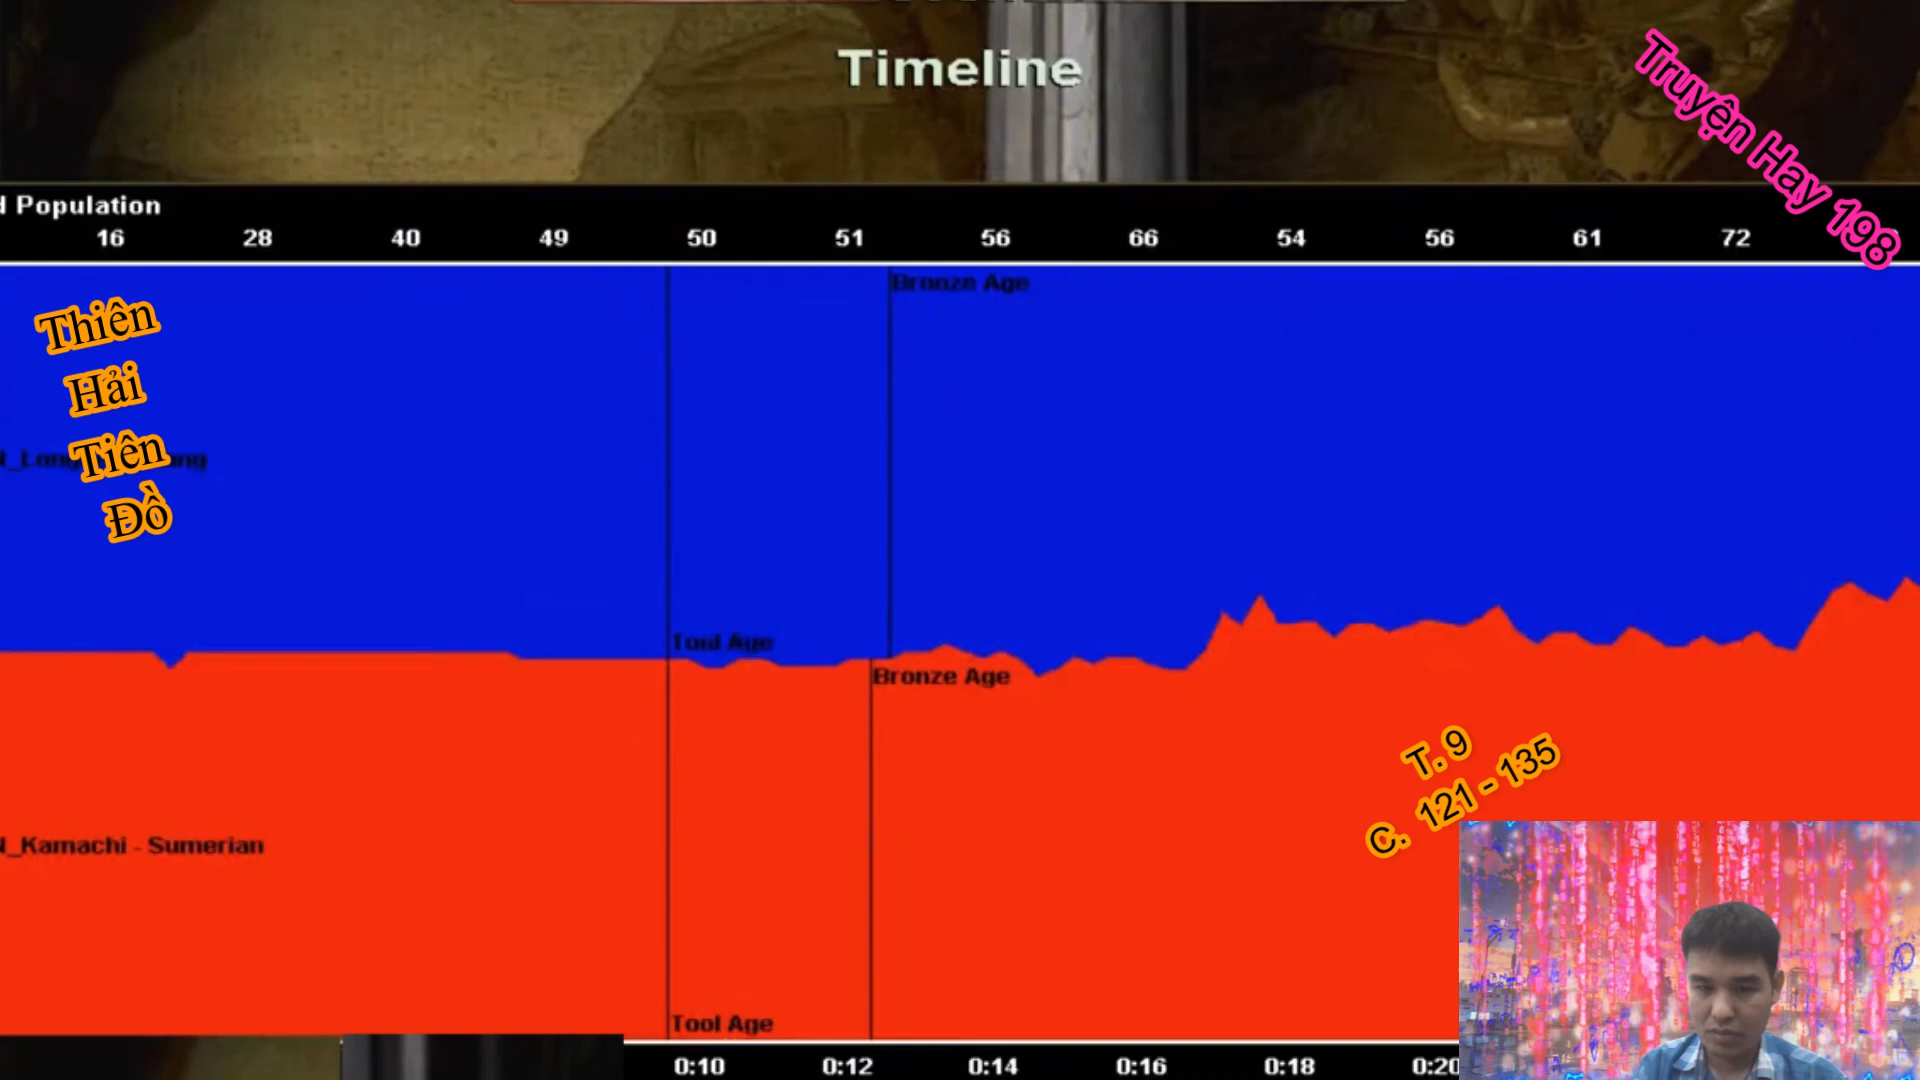 Timeline
Truyện Hay 198
Population
16 28 40 49 50 51 56 66 54 56 61 72
Bronze Age
Thiên
Hải
Tiên
Đồ
Tool Age
Bronze Age
T. 9
C. 121 - 135
_Kamachi - Sumerian
Tool Age
0:10 0:12 0:14 0:16 0:18 0:20